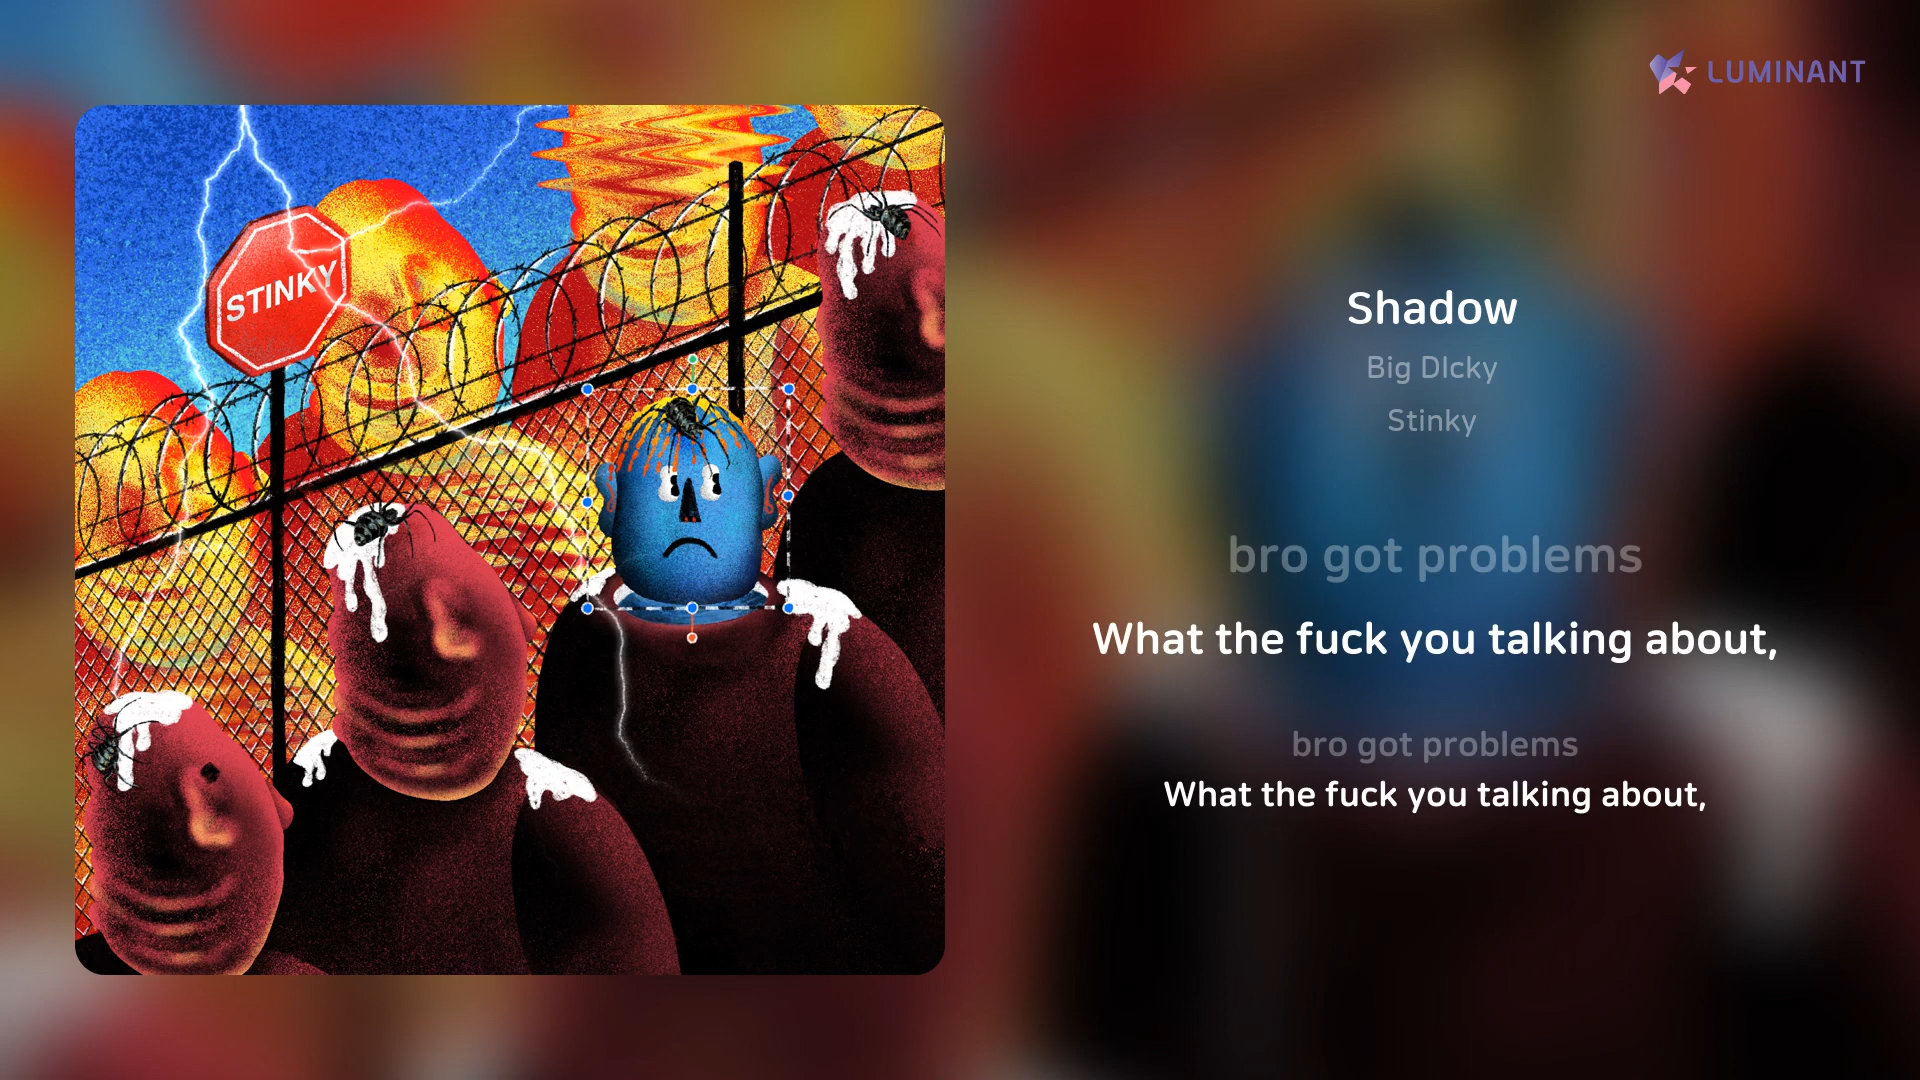 LUMINANT
STINKY
Shadow
Big DIcky
Stinky
bro got problems
What the fuck you talking about,
bro got problems
What the fuck you talking about,